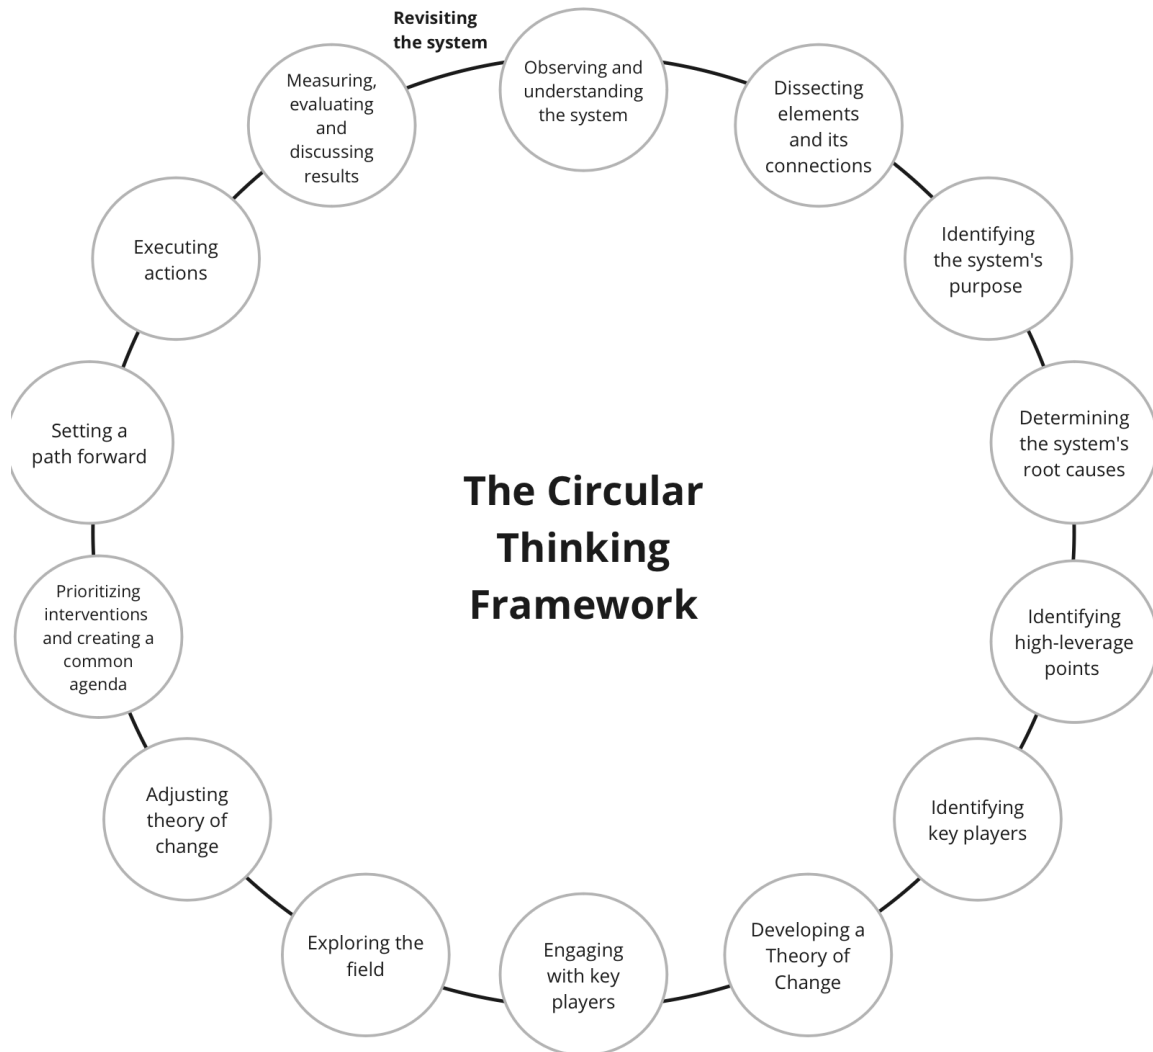 Revisiting
the system
Observing and
understanding
the system
Dissecting
elements
and its
connections
Identifying
the system's
purpose
Determining
the system's
root causes
Identifying
high-leverage
points
Identifying
key players
Developing a
Theory of
Change
Engaging
with key
players
Exploring the
field
Adjusting
theory of
change
Prioritizing
interventions
and creating a
common
agenda
Setting a
path forward
Executing
actions
Measuring,
evaluating
and
discussing
results
The Circular
Thinking
Framework